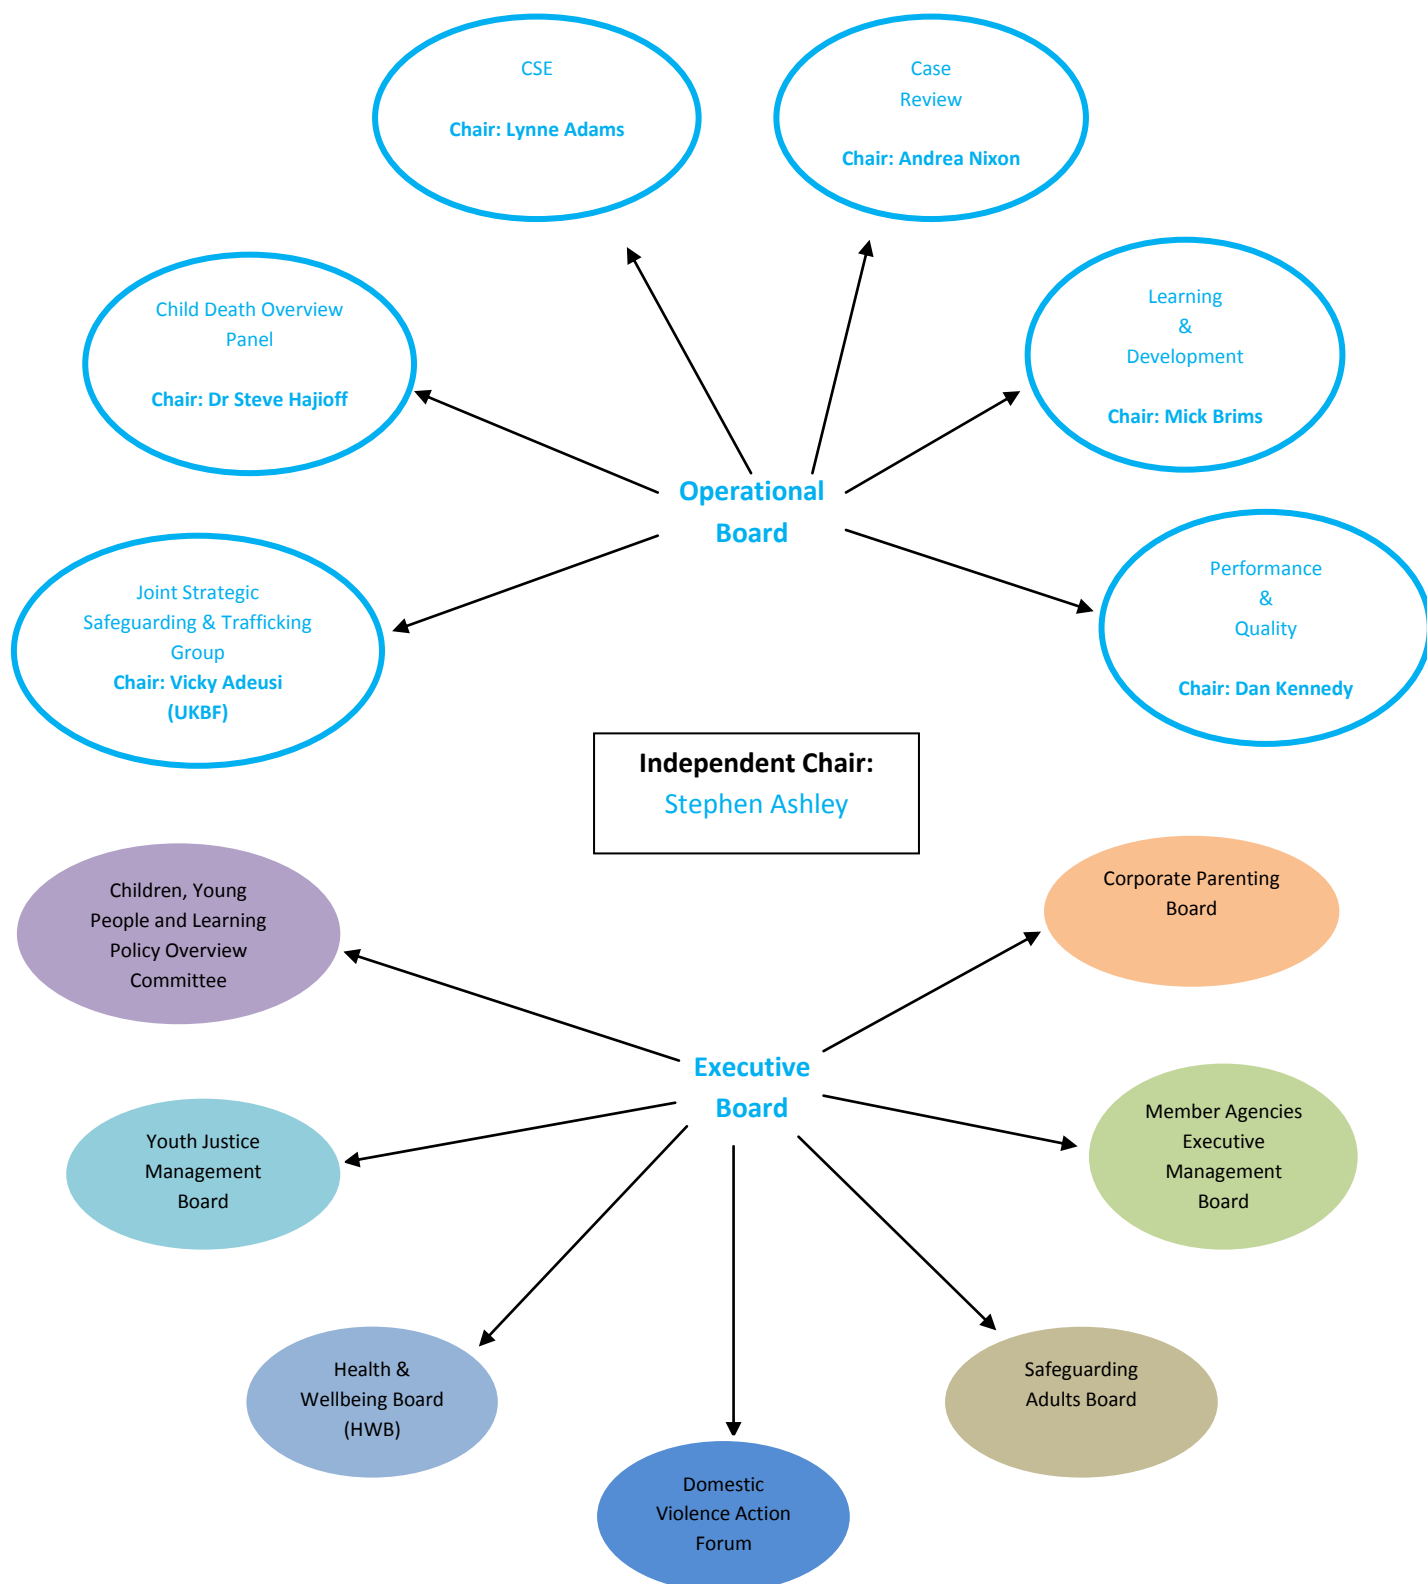 CSE
Chair: Lynne Adams
Case
Review
Chair: Andrea Nixon
Child Death Overview
Panel
Chair: Dr Steve Hajioff
Learning
&
Development
Chair: Mick Brims
Operational
Board
Joint Strategic
Safeguarding & Trafficking
Group
Chair: Vicky Adeusi
(UKBF)
Performance
&
Quality
Chair: Dan Kennedy
Independent Chair:
Stephen Ashley
Children, Young
People and Learning
Policy Overview
Committee
Corporate Parenting
Board
Executive
Board
Youth Justice
Management
Board
Member Agencies
Executive
Management
Board
Health &
Wellbeing Board
(HWB)
Safeguarding
Adults Board
Domestic
Violence Action
Forum